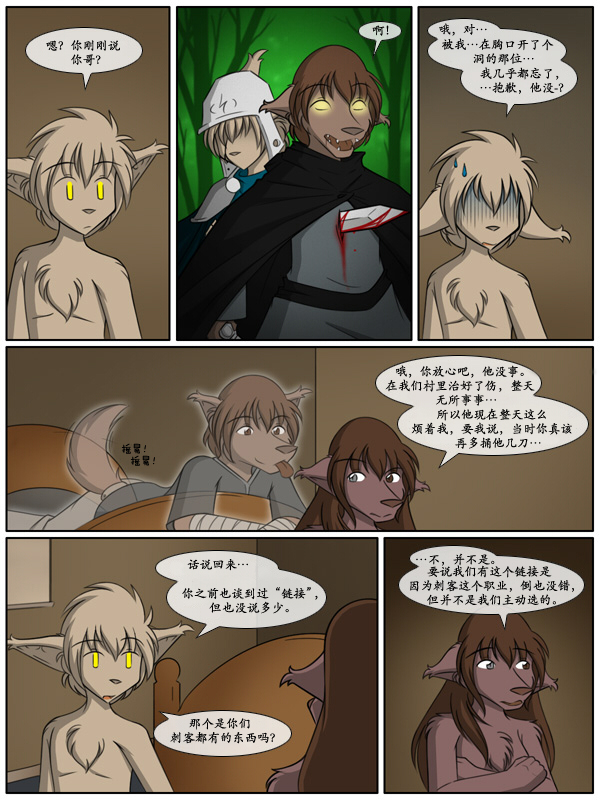 嗯？你刚刚说
你哥？
啊！
哦，对…
被我…在胸口开了个
洞的那位…
我几乎都忘了，
…抱歉，他没-?
摇晃！
摇晃！
哦，你放心吧，他没事。
在我们村里治好了伤，整天
无所事事…
所以他现在整天这么
烦着我，要我说，当时你真该
再多捅他几刀…
话说回来…
你之前也谈到过“链接”，
但也没说多少。
那个是你们
刺客都有的东西吗？
…不，并不是。
要说我们有这个链接是
因为刺客这个职业，倒也没错，
但并不是我们主动选的。